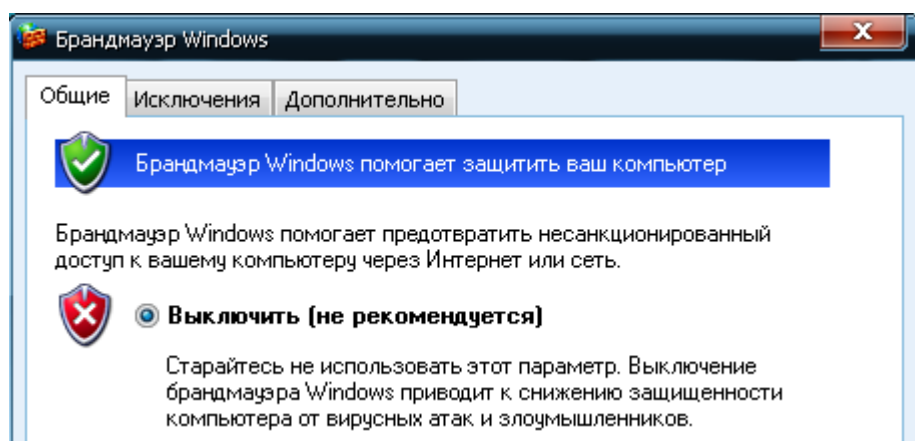 Брандмауэр Windows
Общие Исключения Дополнительно
Брандмауэр Windows помогает защитить ваш компьютер
Брандмауэр Windows помогает предотвратить несанкционированный
доступ к вашему компьютеру через Интернет или сеть.
Выключить (не рекомендуется)
Старайтесь не использовать этот параметр. Выключение
брандмауэра Windows приводит к снижению защищенности
компьютера от вирусных атак и злоумышленников.